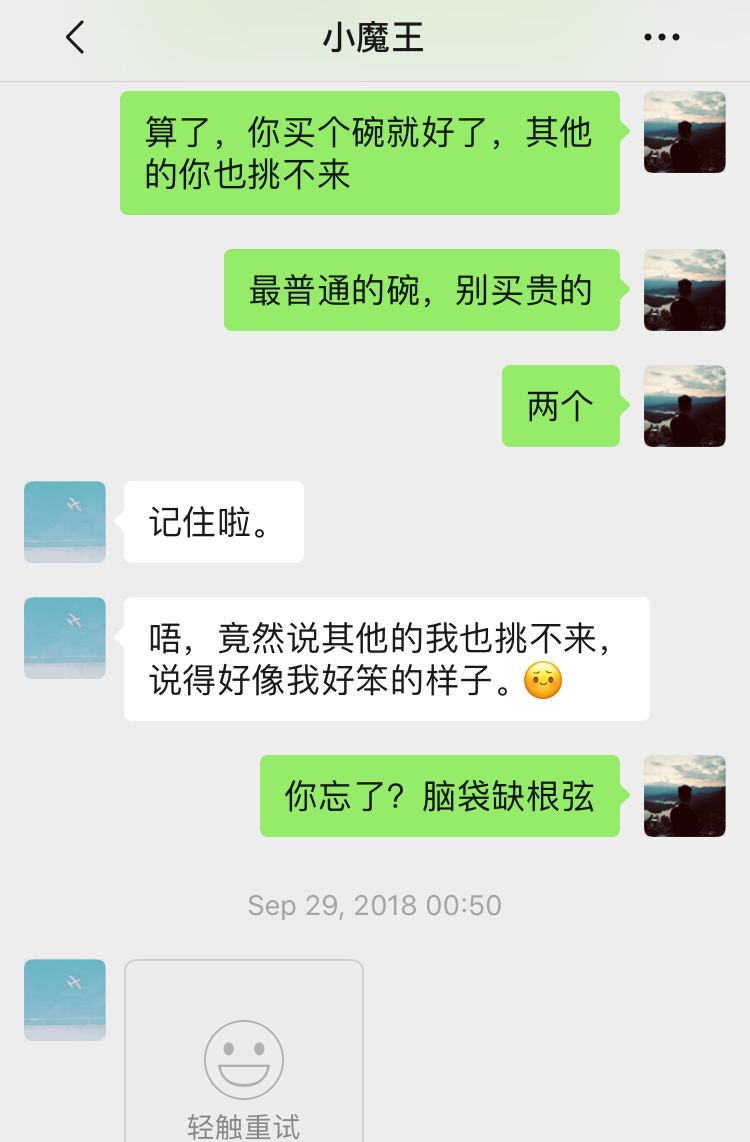 小魔王
算了，你买个碗就好了，其他
的你也挑不来
最普通的碗，别买贵的
两个
记住啦。
唔，竟然说其他的我也挑不来，
说得好像我好笨的样子。
你忘了？脑袋缺根弦
Sep 29, 2018 00:50
轻触重试